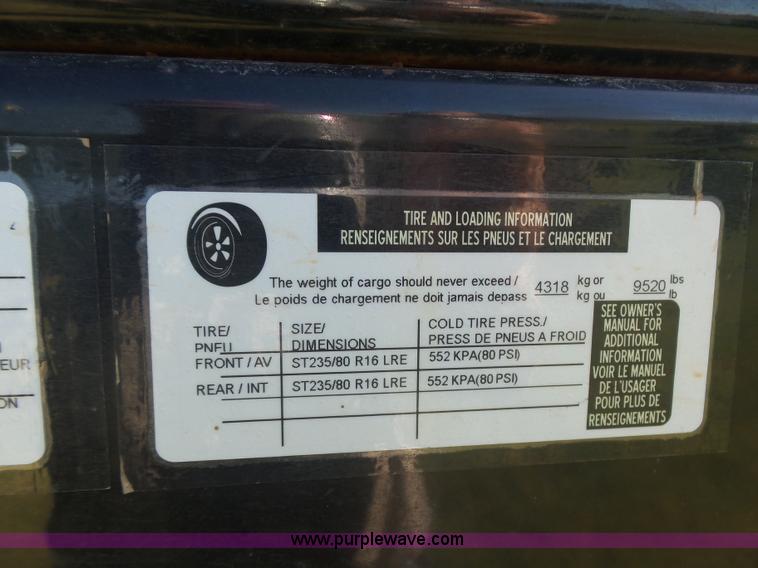 TIRE AND LOADING INFORMATION
RENSEIGNEMENTS SUR LES PNEUS ET LE CHARGEMENT
The weight of cargo should never exceed / 4318 kg or 9520 lbs
Le poids de chargement ne doit jamais depass kg ou lb
TIRE/ SIZE/ COLD TIRE PRESS./
PNEU DIMENSIONS PRESS DE PNEUS A FROID
FRONT / AV ST235/80 R16 LRE 552 KPA(80 PSI)
REAR / INT ST235/80 R16 LRE 552 KPA(80 PSI)
SEE OWNER'S
MANUAL FOR
ADDITIONAL
INFORMATION
VOIR LE MANUEL
DE L'USAGER
POUR PLUS DE
RENSEIGNEMENTS
EUR
ON
www.purplewave.com